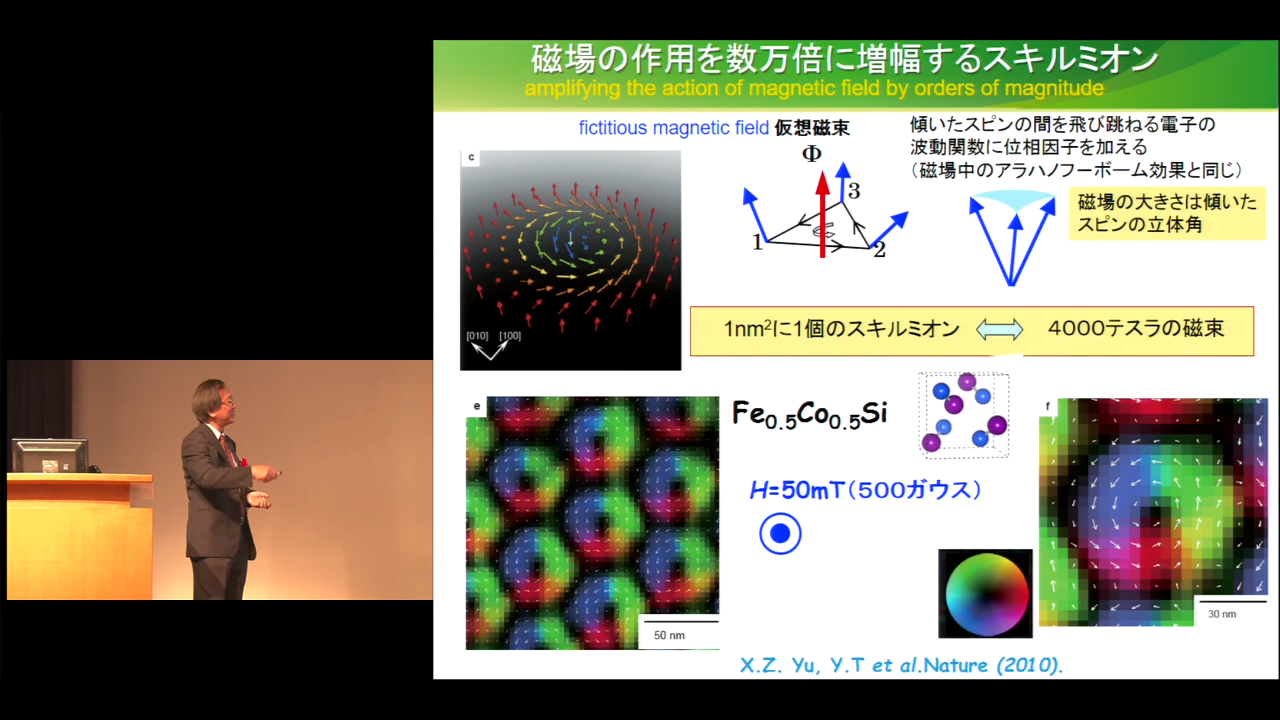 磁場の作用を数万倍に増幅するスキルミオン
amplifying the action of magnetic field by orders of magnitude
fictitious magnetic field 仮想磁束
傾いたスピンの間を飛び跳ねる電子の
波動関数に位相因子を加える
（磁場中のアラハノフーボーム効果と同じ）
c
Φ
1
2
3
磁場の大きさは傾いた
スピンの立体角
[010] [100]
1nm²に1個のスキルミオン 4000テスラの磁束
e
Fe₀.₅Co₀.₅Si
f
H=50mT（500ガウス）
50 nm
30 nm
X.Z. Yu, Y.T et al.Nature (2010).